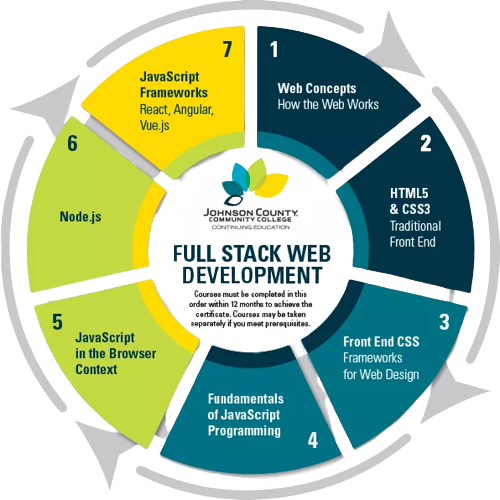 1
Web Concepts
How the Web Works
2
HTML5
& CSS3
Traditional
Front End
3
Front End CSS
Frameworks
for Web Design
4
Fundamentals
of JavaScript
Programming
5
JavaScript
in the Browser
Context
6
Node.js
7
JavaScript
Frameworks
React, Angular,
Vue.js
JOHNSON COUNTY
COMMUNITY COLLEGE
CONTINUING EDUCATION
FULL STACK WEB
DEVELOPMENT
Courses must be completed in this
order within 12 months to achieve the
certificate. Courses may be taken
separately if you meet prerequisites.